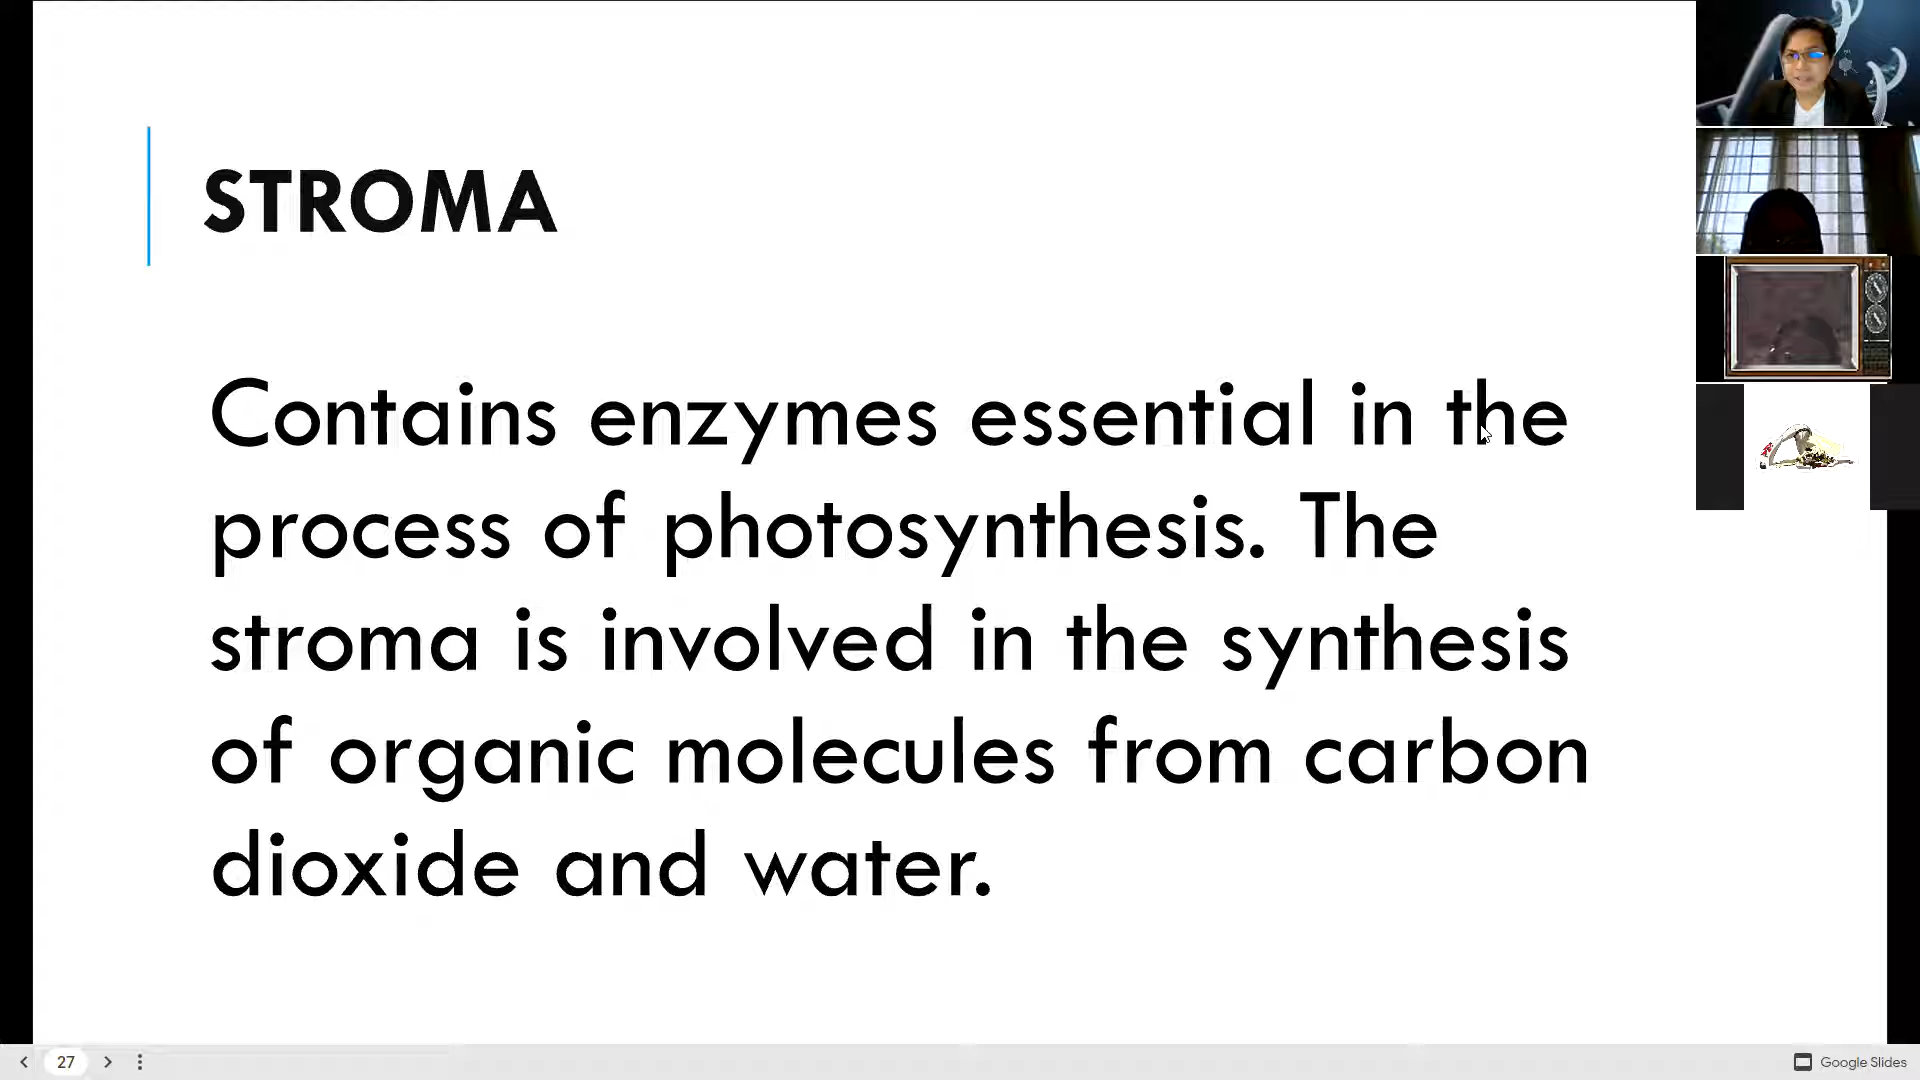 STROMA
Contains enzymes essential in the
process of photosynthesis. The
stroma is involved in the synthesis
of organic molecules from carbon
dioxide and water.
27
Google Slides